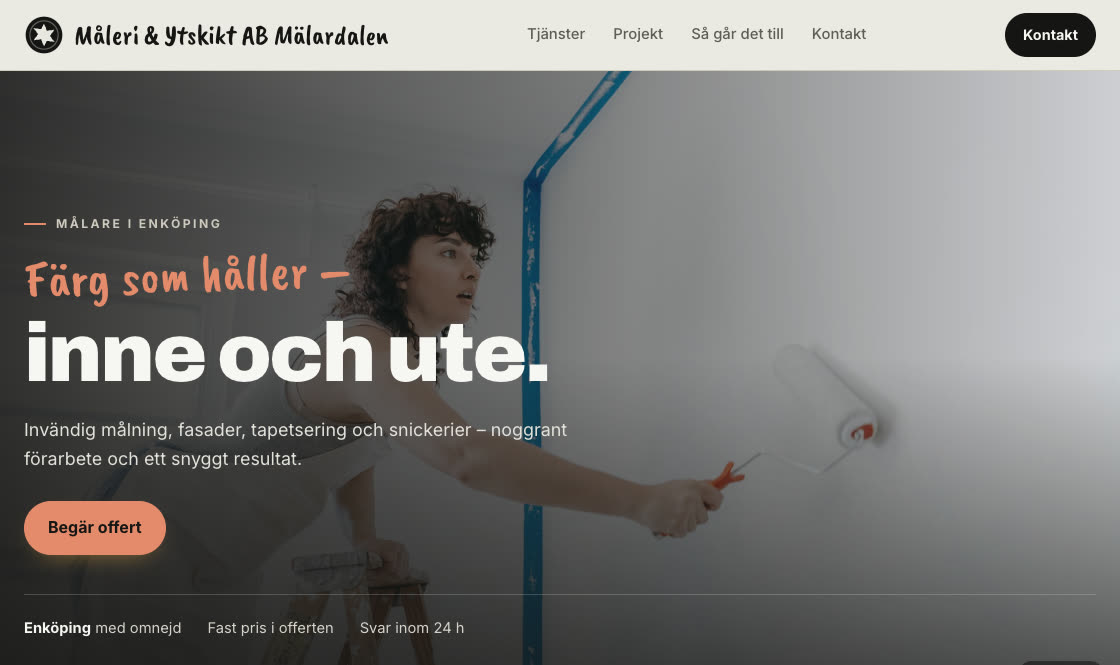 Måleri & Ytskikt AB Mälardalen
Tjänster
Projekt
Så går det till
Kontakt
Kontakt
MÅLARE I ENKÖPING
Färg som håller –
inne och ute.
Invändig målning, fasader, tapetsering och snickerier – noggrant
förarbete och ett snyggt resultat.
Begär offert
Enköping med omnejd
Fast pris i offerten
Svar inom 24 h